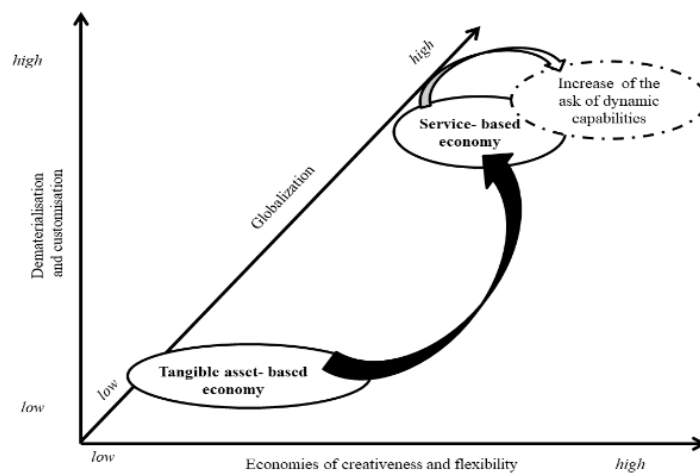 high
high
Increase of the
ask of dynamic
capabilities
Service- based
economy
Globalization
Dematerialisation
and customisation
Tangible asset- based
economy
low
low
low
Economies of creativeness and flexibility
high